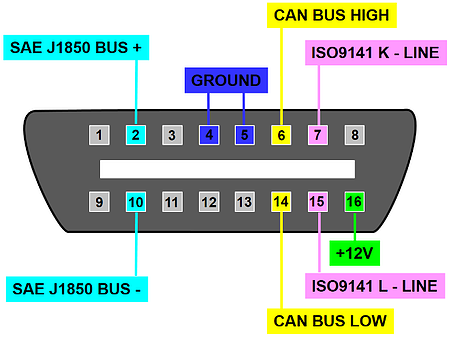 CAN BUS HIGH
SAE J1850 BUS +
ISO9141 K - LINE
GROUND
1 2 3 4 5 6 7 8
9 10 11 12 13 14 15 16
+12V
SAE J1850 BUS -
ISO9141 L - LINE
CAN BUS LOW